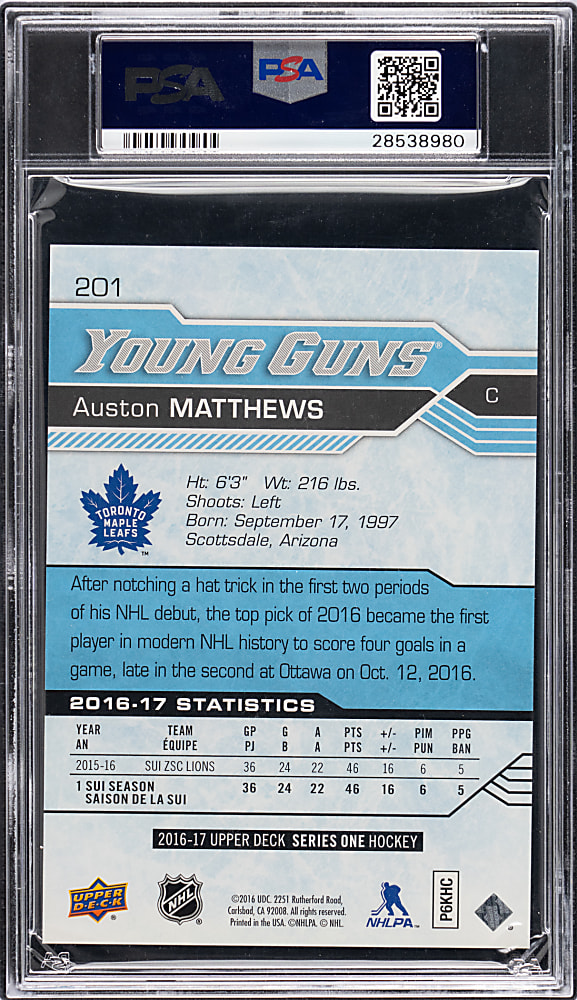 PSA PSA
28538980
201
YOUNG GUNS®
Auston MATTHEWS
C
Ht: 6'3" Wt: 216 lbs.
Shoots: Left
Born: September 17, 1997
Scottsdale, Arizona
TORONTO
MAPLE
LEAFS
TM
After notching a hat trick in the first two periods
of his NHL debut, the top pick of 2016 became the first
player in modern NHL history to score four goals in a
game, late in the second at Ottawa on Oct. 12, 2016.
2016-17 STATISTICS
YEAR TEAM GP G A PTS +/- PIM PPG
AN ÉQUIPE PJ B A PTS +/- PUN BAN
2015-16 SUI ZSC LIONS 36 24 22 46 16 6 5
1 SUI SEASON 36 24 22 46 16 6 5
SAISON DE LA SUI
2016-17 UPPER DECK SERIES ONE HOCKEY
UPPER
DECK
®
NHL
©2016 UDC. 2251 Rutherford Road,
Carlsbad, CA 92008. All rights reserved.
Printed in the USA. ©NHLPA. © NHL.
NHLPA
P6KHC
PSA PSA